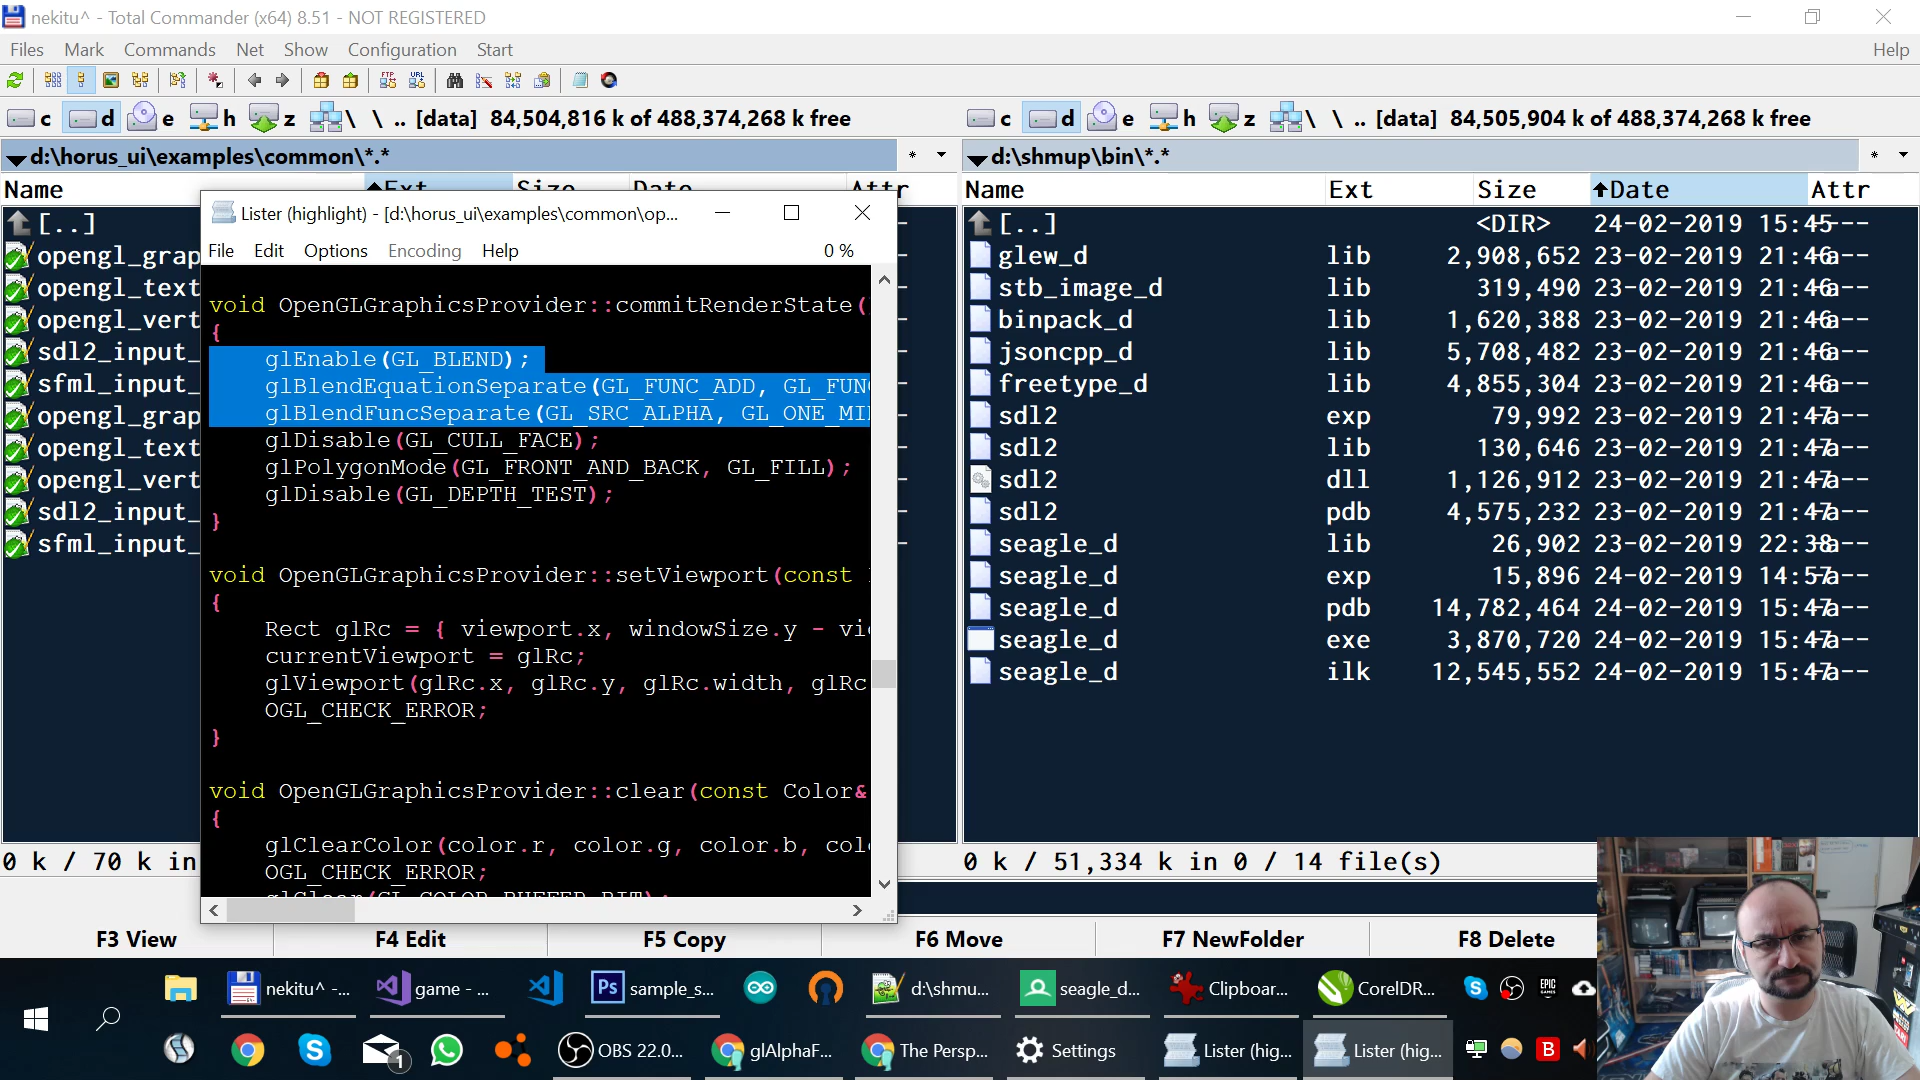 nekitu^ - Total Commander (x64) 8.51 - NOT REGISTERED
Files Mark Commands Net Show Configuration Start Help
c d e h z \ \ .. [data] 84,504,816 k of 488,374,268 k free
c d e h z \ \ .. [data] 84,505,904 k of 488,374,268 k free
d:\horus_ui\examples\common\*.*
d:\shmup\bin\*.*
Name Ext Size Date Attr
Name Ext Size Date Attr
[..]
opengl_grap
opengl_text
opengl_vert
sdl2_input_
sfml_input_
opengl_grap
opengl_text
opengl_vert
sdl2_input_
sfml_input_
Lister (highlight) - [d:\horus_ui\examples\common\op...
File Edit Options Encoding Help 0 %
void OpenGLGraphicsProvider::commitRenderState(
{
glEnable(GL_BLEND);
glBlendEquationSeparate(GL_FUNC_ADD, GL_FUN
glBlendFuncSeparate(GL_SRC_ALPHA, GL_ONE_MI
glDisable(GL_CULL_FACE);
glPolygonMode(GL_FRONT_AND_BACK, GL_FILL);
glDisable(GL_DEPTH_TEST);
}
void OpenGLGraphicsProvider::setViewport(const
{
Rect glRc = { viewport.x, windowSize.y - vi
currentViewport = glRc;
glViewport(glRc.x, glRc.y, glRc.width, glRc
OGL_CHECK_ERROR;
}
void OpenGLGraphicsProvider::clear(const Color&
{
glClearColor(color.r, color.g, color.b, col
OGL_CHECK_ERROR;
glClear(GL_COLOR_BUFFER_BIT);
[..] <DIR> 24-02-2019 15:45
glew_d lib 2,908,652 23-02-2019 21:46
stb_image_d lib 319,490 23-02-2019 21:46
binpack_d lib 1,620,388 23-02-2019 21:46
jsoncpp_d lib 5,708,482 23-02-2019 21:46
freetype_d lib 4,855,304 23-02-2019 21:46
sdl2 exp 79,992 23-02-2019 21:47
sdl2 lib 130,646 23-02-2019 21:47
sdl2 dll 1,126,912 23-02-2019 21:47
sdl2 pdb 4,575,232 23-02-2019 21:47
seagle_d lib 26,902 23-02-2019 22:38
seagle_d exp 15,896 24-02-2019 14:57
seagle_d pdb 14,782,464 24-02-2019 15:47
seagle_d exe 3,870,720 24-02-2019 15:47
seagle_d ilk 12,545,552 24-02-2019 15:47
0 k / 70 k in
0 k / 51,334 k in 0 / 14 file(s)
F3 View F4 Edit F5 Copy F6 Move F7 NewFolder F8 Delete
nekitu^ -... game - ... Ps sample_s... d:\shmu... seagle_d... Clipboar... CorelDR... EPIC GAMES
1 OBS 22.0... glAlphaF... The Persp... Settings Lister (hig... Lister (hig... B